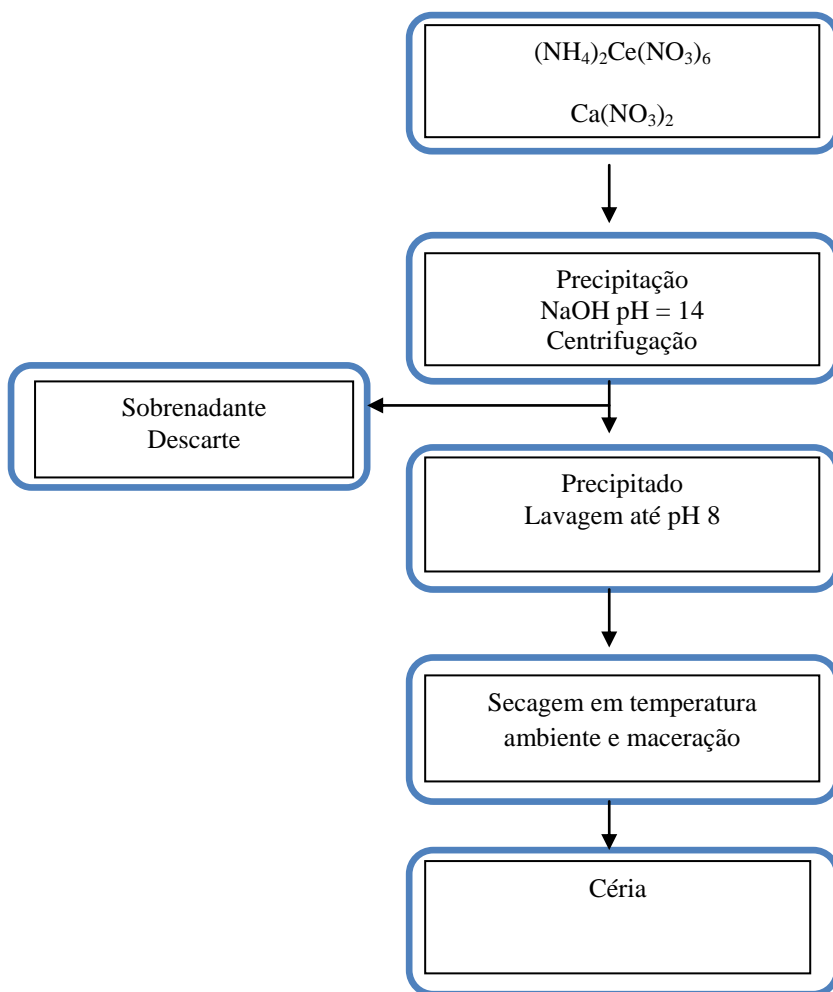 (NH₄)₂Ce(NO₃)₆
Ca(NO₃)₂
Precipitação
NaOH pH = 14
Centrifugação
Sobrenadante
Descarte
Precipitado
Lavagem até pH 8
Secagem em temperatura
ambiente e maceração
Céria